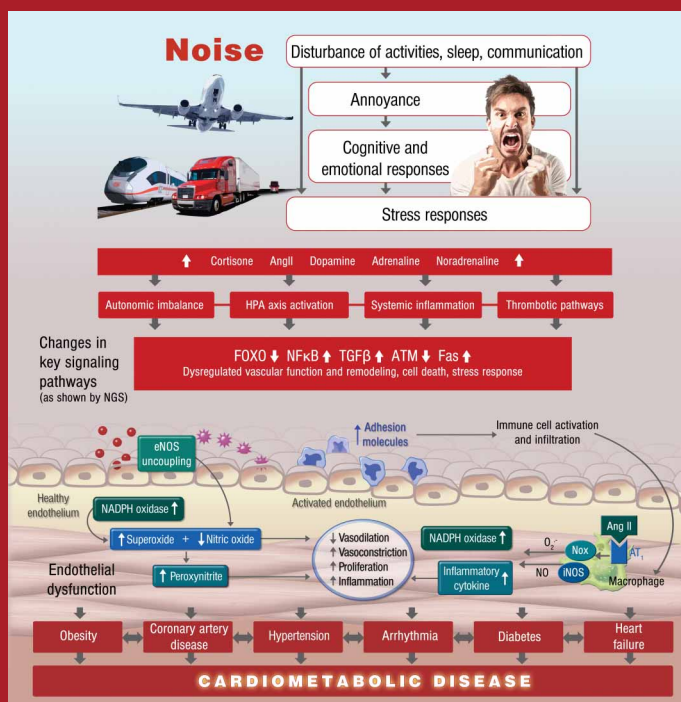 Noise
Disturbance of activities, sleep, communication
Annoyance
Cognitive and
emotional responses
Stress responses
Cortisone AngII Dopamine Adrenaline Noradrenaline
Autonomic imbalance
HPA axis activation
Systemic inflammation
Thrombotic pathways
Changes in
key signaling
pathways
(as shown by NGS)
FOXO NFκB TGFβ ATM Fas
Dysregulated vascular function and remodeling, cell death, stress response
eNOS
uncoupling
Adhesion
molecules
Immune cell activation
and infiltration
Healthy
endothelium
Activated endothelium
NADPH oxidase
Superoxide + Nitric oxide
Peroxynitrite
Endothelial
dysfunction
Vasodilation
Vasoconstriction
Proliferation
Inflammation
NADPH oxidase
Inflammatory
cytokine
O₂⁻
NO
Nox
iNOS
Ang II
AT₁
Macrophage
Obesity
Coronary artery
disease
Hypertension
Arrhythmia
Diabetes
Heart
failure
CARDIOMETABOLIC DISEASE